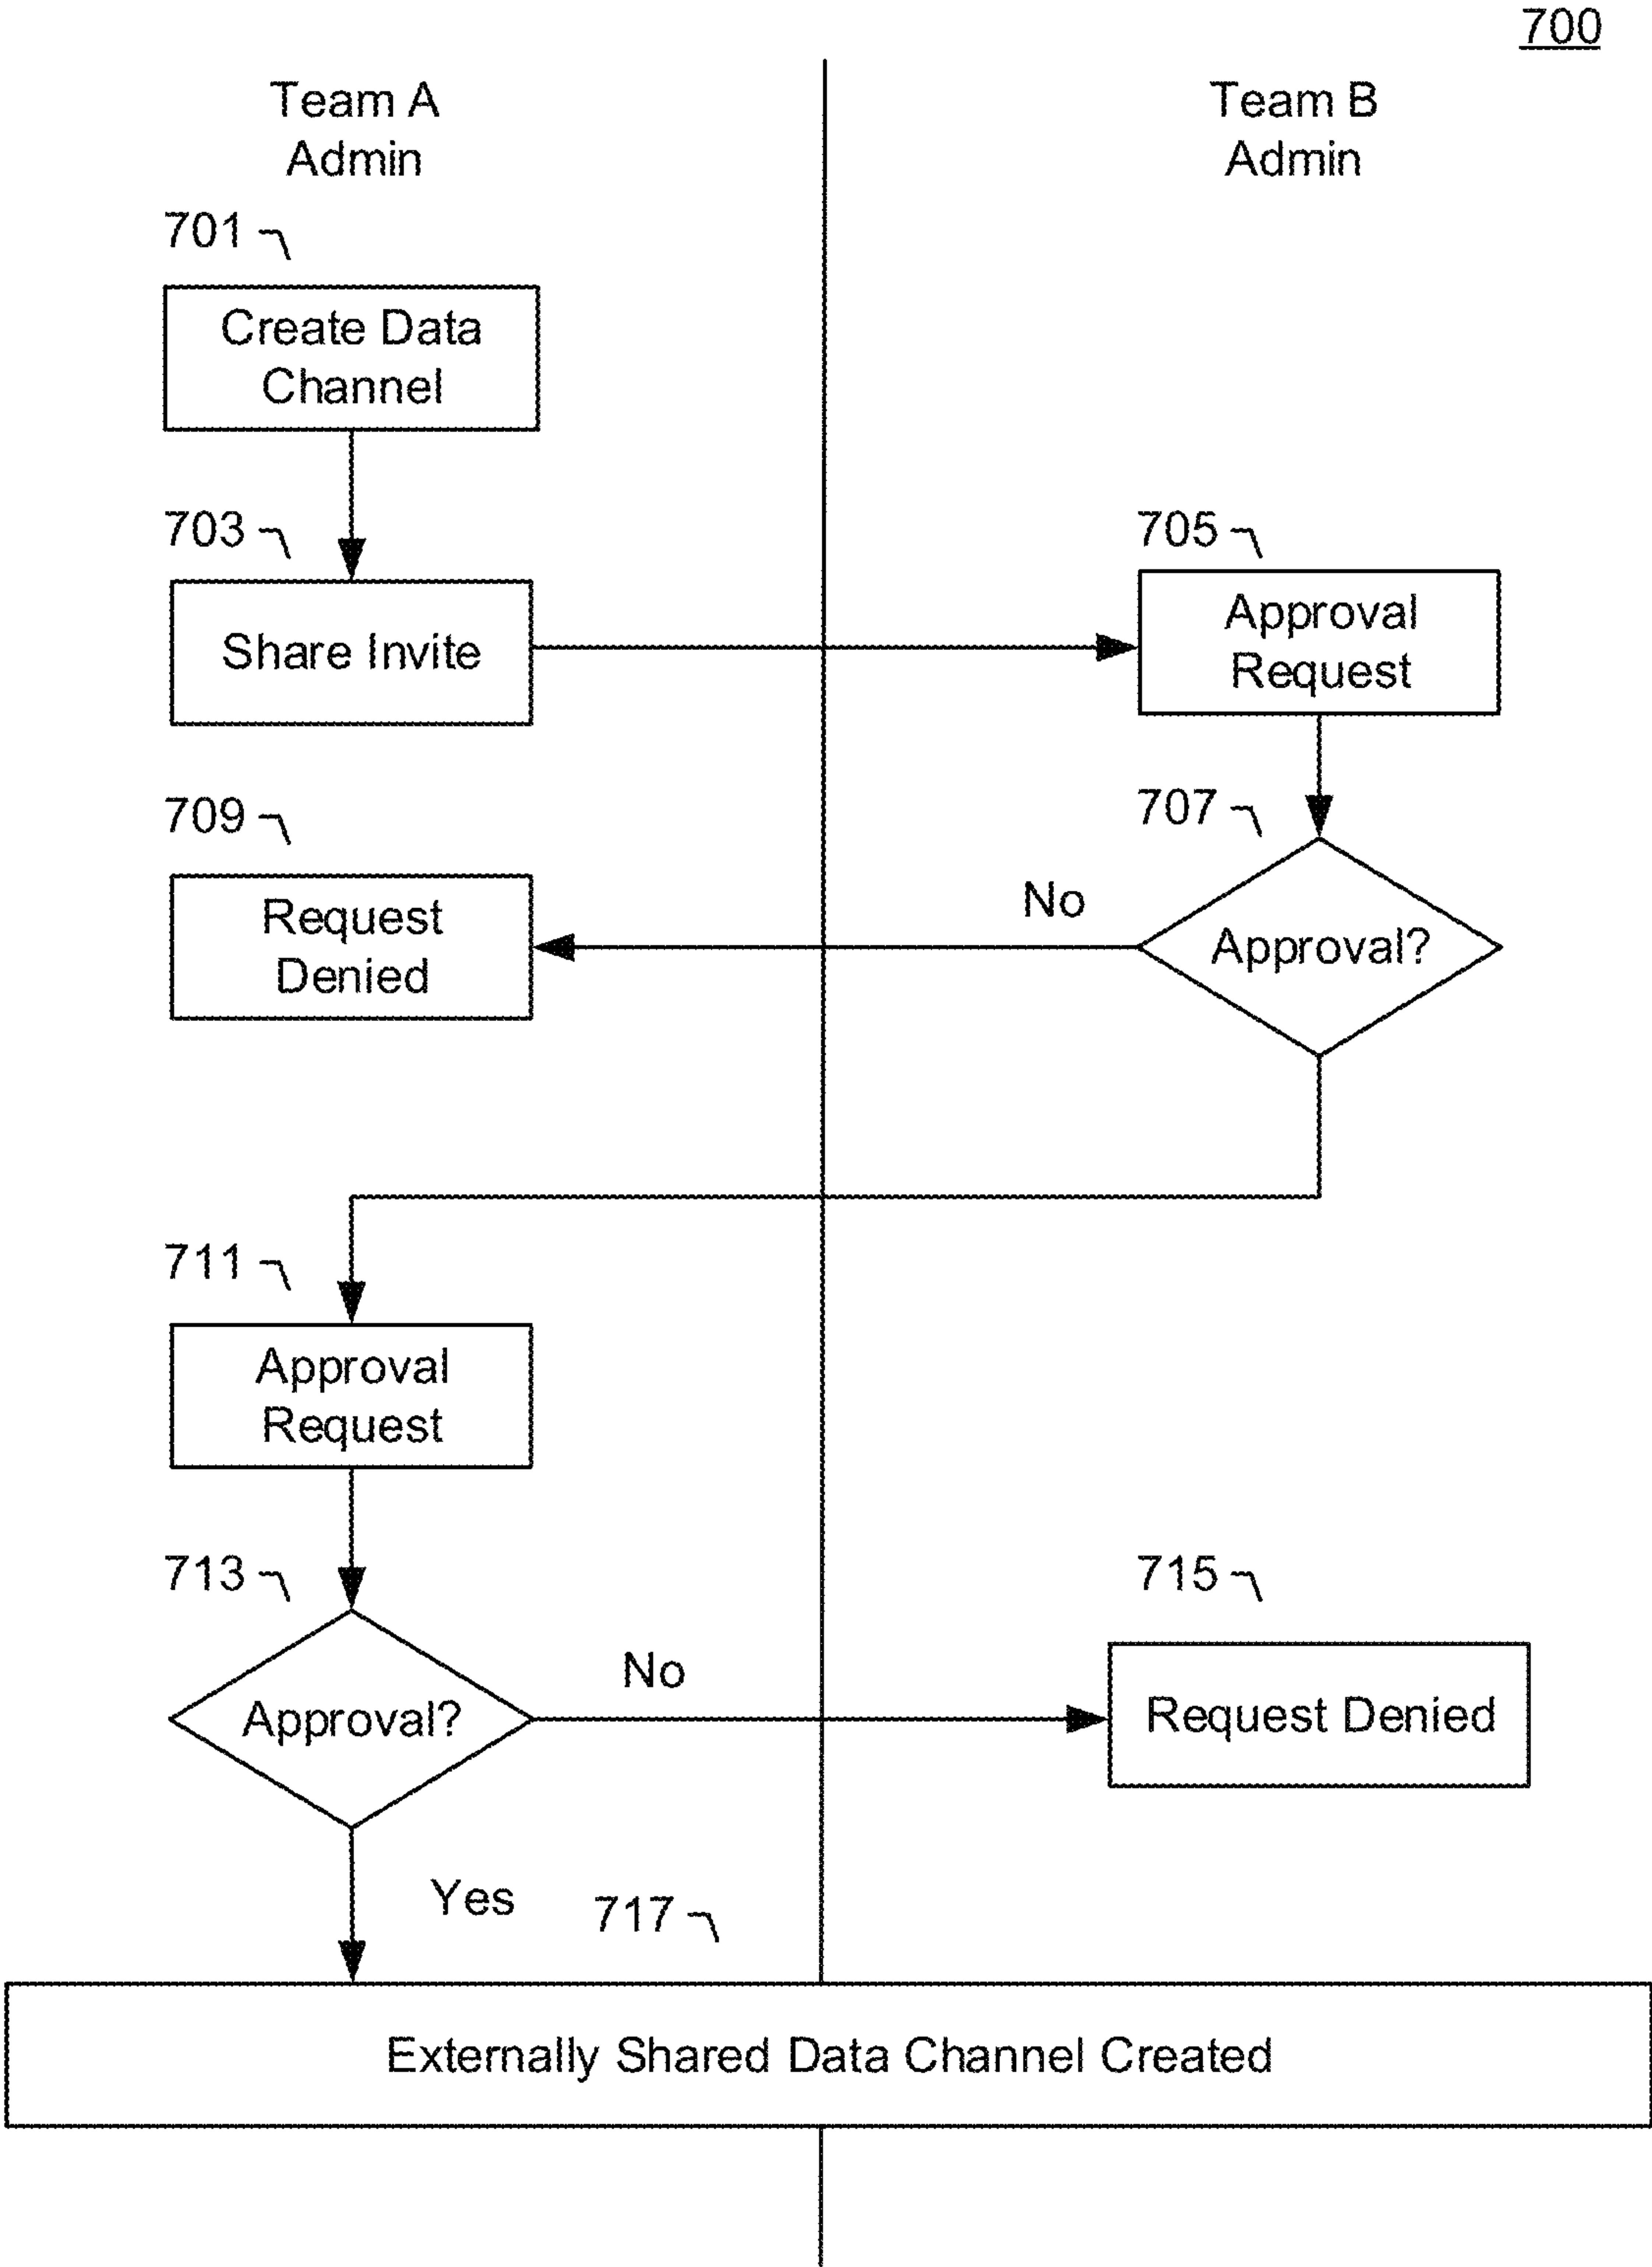 700
Team A
Admin
Team B
Admin
701
Create Data
Channel
703
Share Invite
705
Approval
Request
707
Approval?
No
709
Request
Denied
711
Approval
Request
713
Approval?
No
715
Request Denied
Yes
717
Externally Shared Data Channel Created